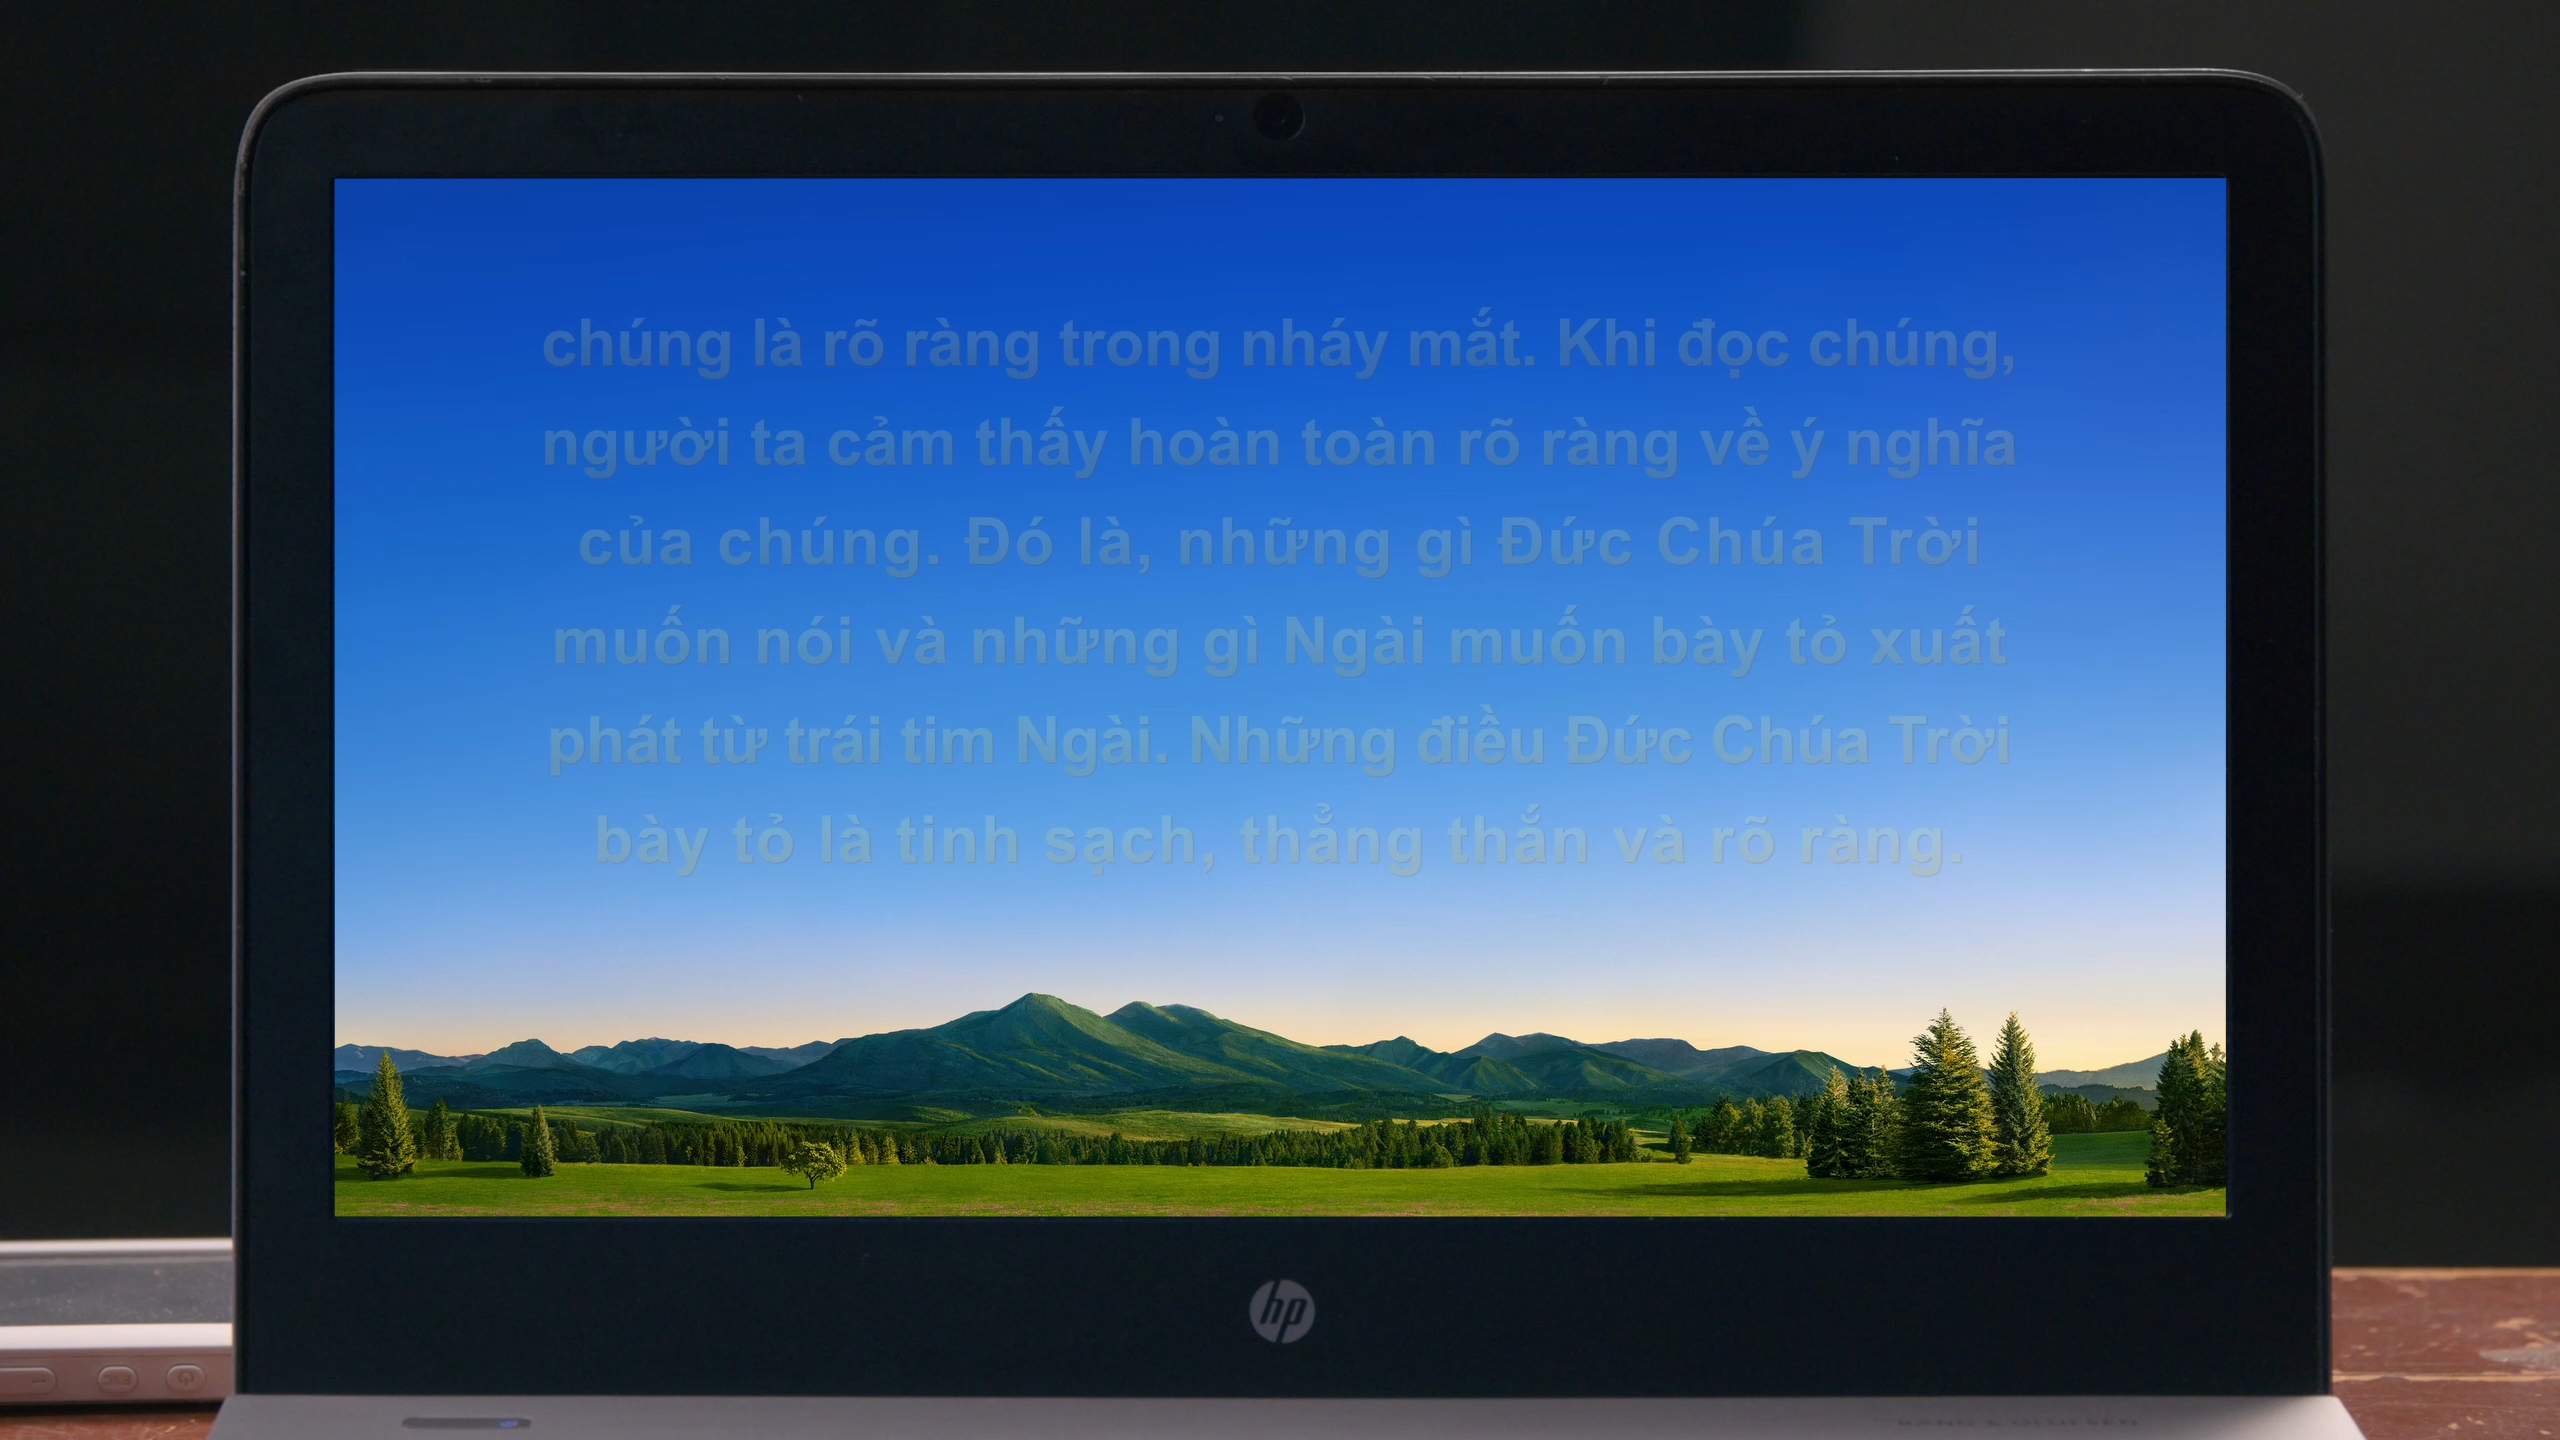 chúng là rõ ràng trong nháy mắt. Khi đọc chúng,
người ta cảm thấy hoàn toàn rõ ràng về ý nghĩa
của chúng. Đó là, những gì Đức Chúa Trời
muốn nói và những gì Ngài muốn bày tỏ xuất
phát từ trái tim Ngài. Những điều Đức Chúa Trời
bày tỏ là tinh sạch, thẳng thắn và rõ ràng.
hp
ESC
BANG & OLUFSEN